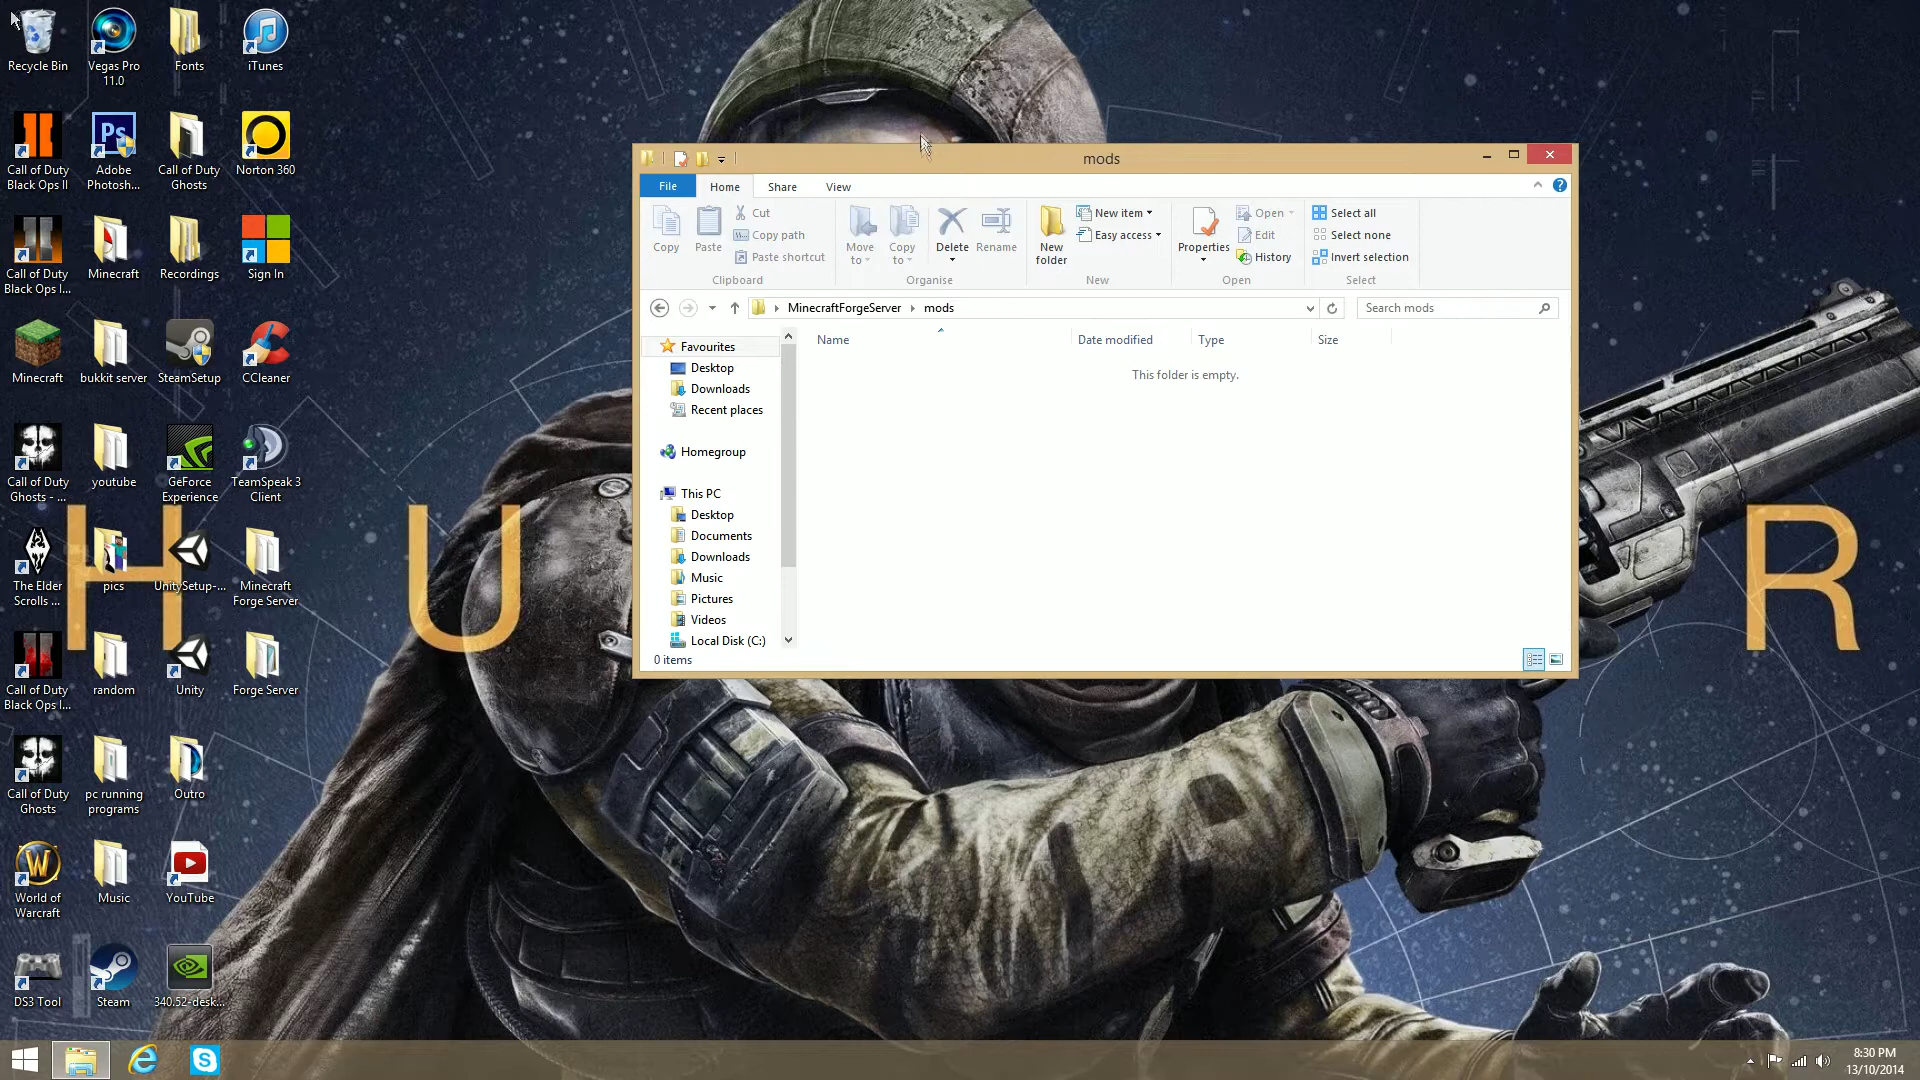 Recycle Bin
Vegas Pro
11.0
Fonts
iTunes
Call of Duty
Black Ops II
Adobe
Photosh...
Call of Duty
Ghosts
Norton 360
Call of Duty
Black Ops I...
Minecraft
Recordings
Sign In
Minecraft
bukkit server
SteamSetup
CCleaner
Call of Duty
Ghosts - ...
youtube
GeForce
Experience
TeamSpeak 3
Client
The Elder
Scrolls ...
pics
UnitySetup-...
Minecraft
Forge Server
Call of Duty
Black Ops I...
random
Unity
Forge Server
Call of Duty
Ghosts
pc running
programs
Outro
World of
Warcraft
Music
YouTube
DS3 Tool
Steam
340.52-desk...
H U R
mods
File Home Share View
Copy
Paste
Cut
Copy path
Paste shortcut
Clipboard
Move
to
Copy
to
Delete
Rename
Organise
New
folder
New item
Easy access
New
Properties
Open
Edit
History
Open
Select all
Select none
Invert selection
Select
MinecraftForgeServer mods
Search mods
Name Date modified Type Size
This folder is empty.
Favourites
Desktop
Downloads
Recent places
Homegroup
This PC
Desktop
Documents
Downloads
Music
Pictures
Videos
Local Disk (C:)
0 items
8:30 PM
13/10/2014